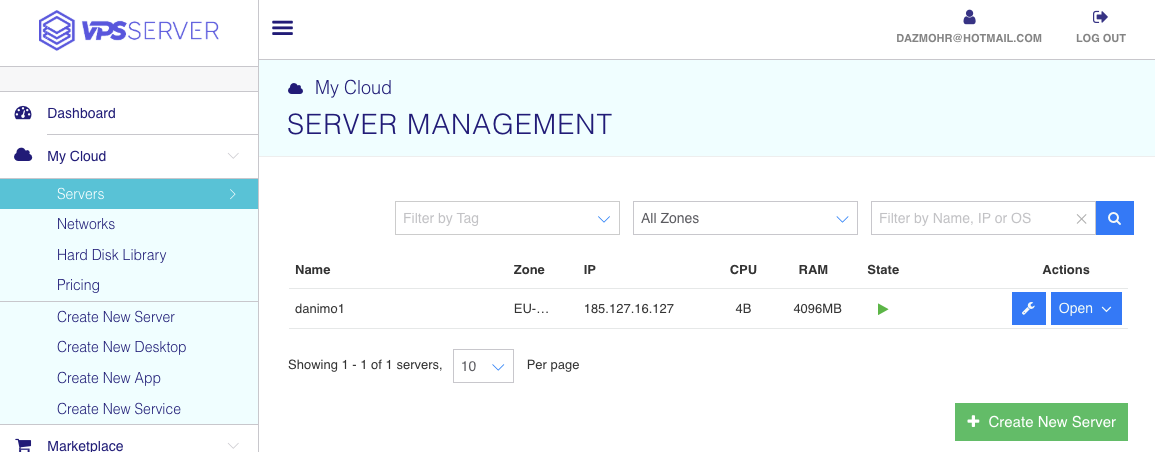 VPSSERVER
DAZMOHR@HOTMAIL.COM
LOG OUT
Dashboard
My Cloud
Servers
Networks
Hard Disk Library
Pricing
Create New Server
Create New Desktop
Create New App
Create New Service
Marketplace
My Cloud
SERVER MANAGEMENT
Filter by Tag
All Zones
Filter by Name, IP or OS
Name Zone IP CPU RAM State Actions
danimo1 EU-... 185.127.16.127 4B 4096MB Open
Showing 1 - 1 of 1 servers, 10 Per page
+ Create New Server